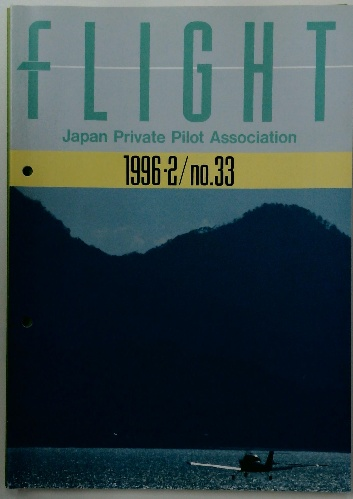 FLIGHT
Japan Private Pilot Association
1996-2/no.33